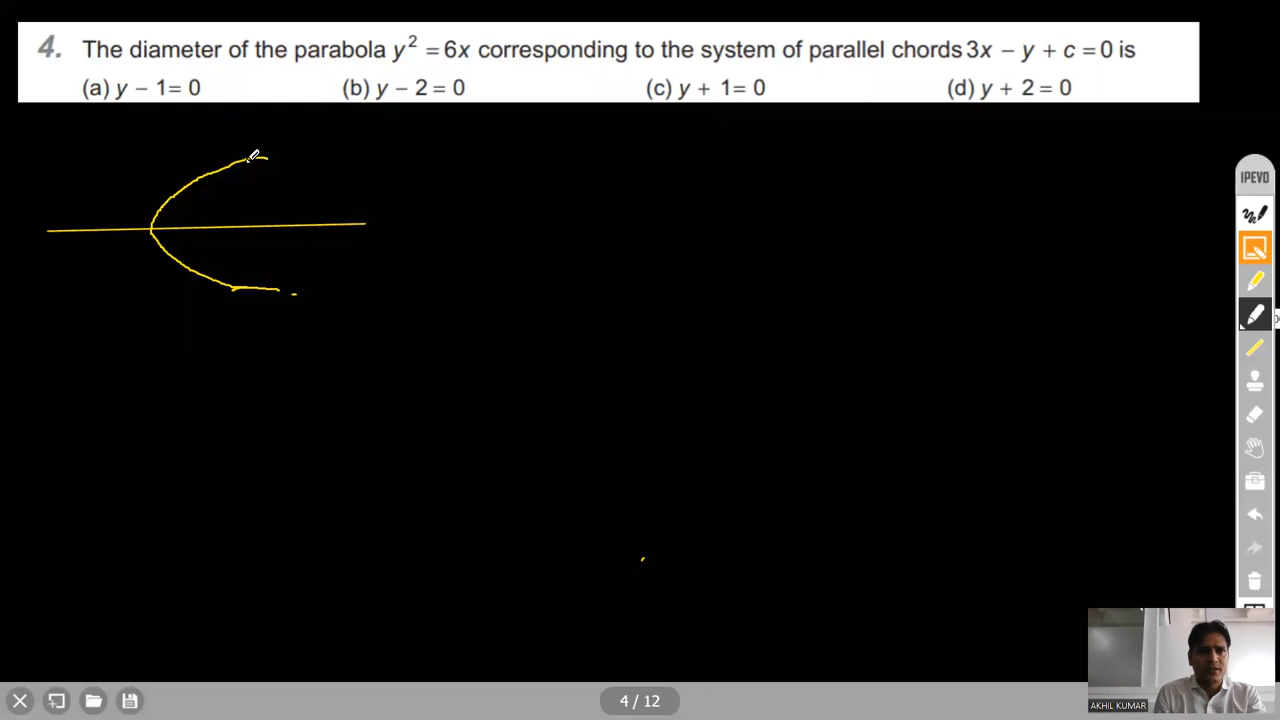 4. The diameter of the parabola y² = 6x corresponding to the system of parallel chords 3x − y + c = 0 is
(a) y − 1 = 0 (b) y − 2 = 0 (c) y + 1 = 0 (d) y + 2 = 0
IPEVO
4 / 12
AKHIL KUMAR